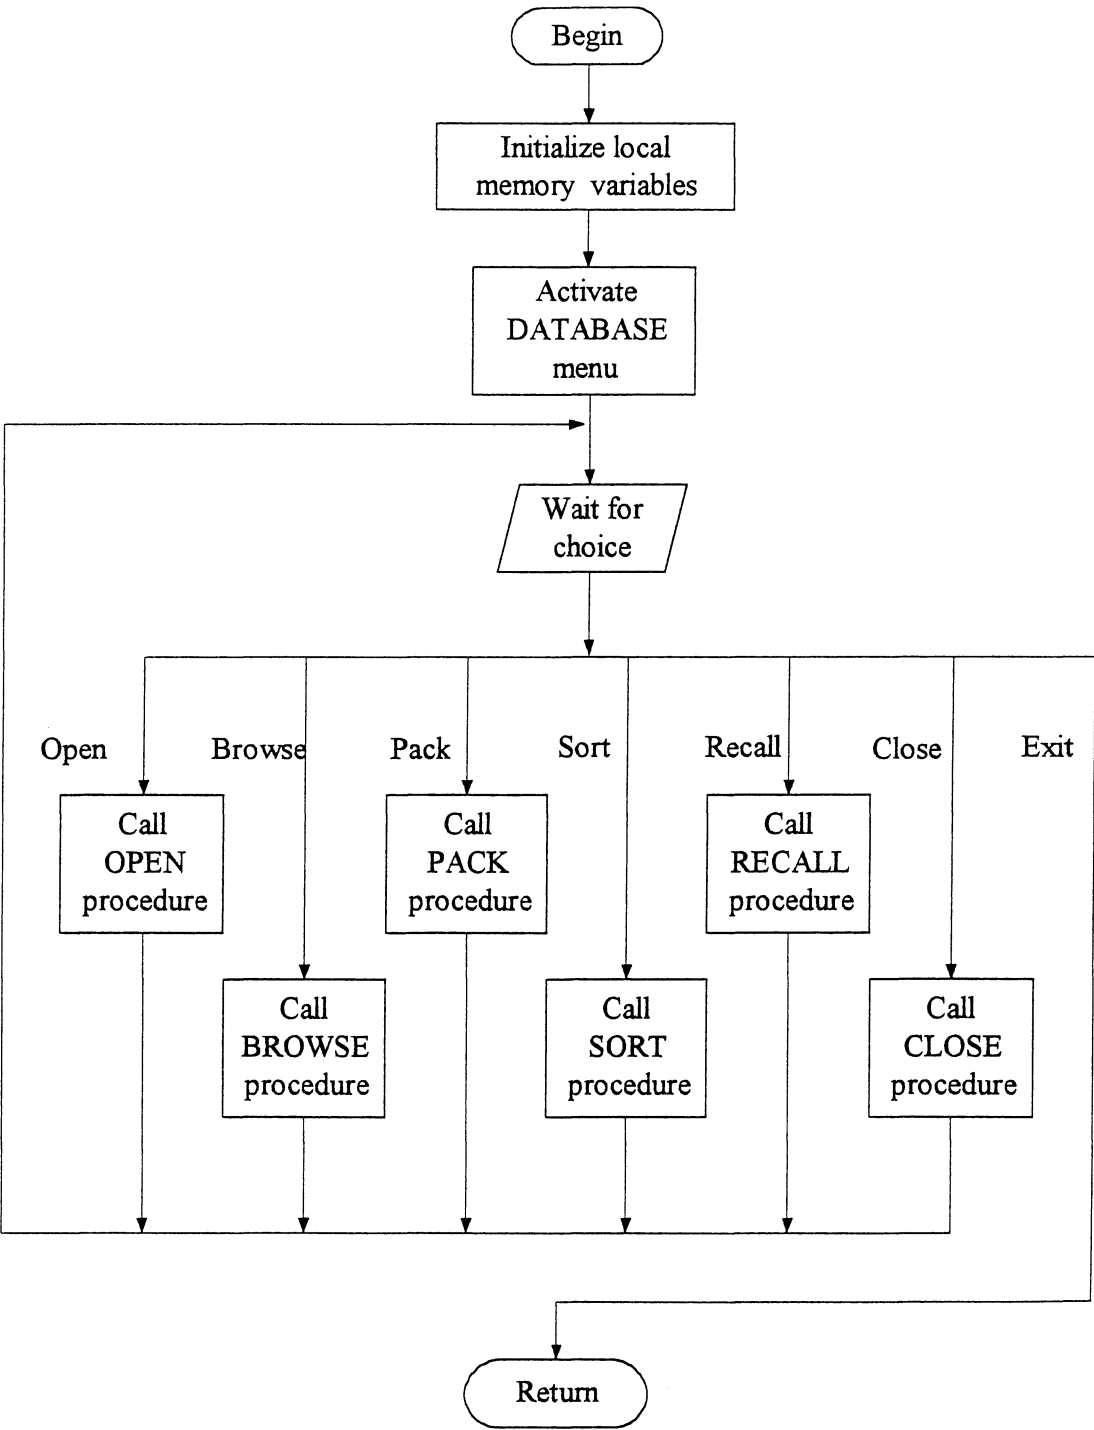 Begin
Initialize local
memory variables
Activate
DATABASE
menu
Wait for
choice
Open
Browse
Pack
Sort
Recall
Close
Exit
Call
OPEN
procedure
Call
PACK
procedure
Call
RECALL
procedure
Call
BROWSE
procedure
Call
SORT
procedure
Call
CLOSE
procedure
Return